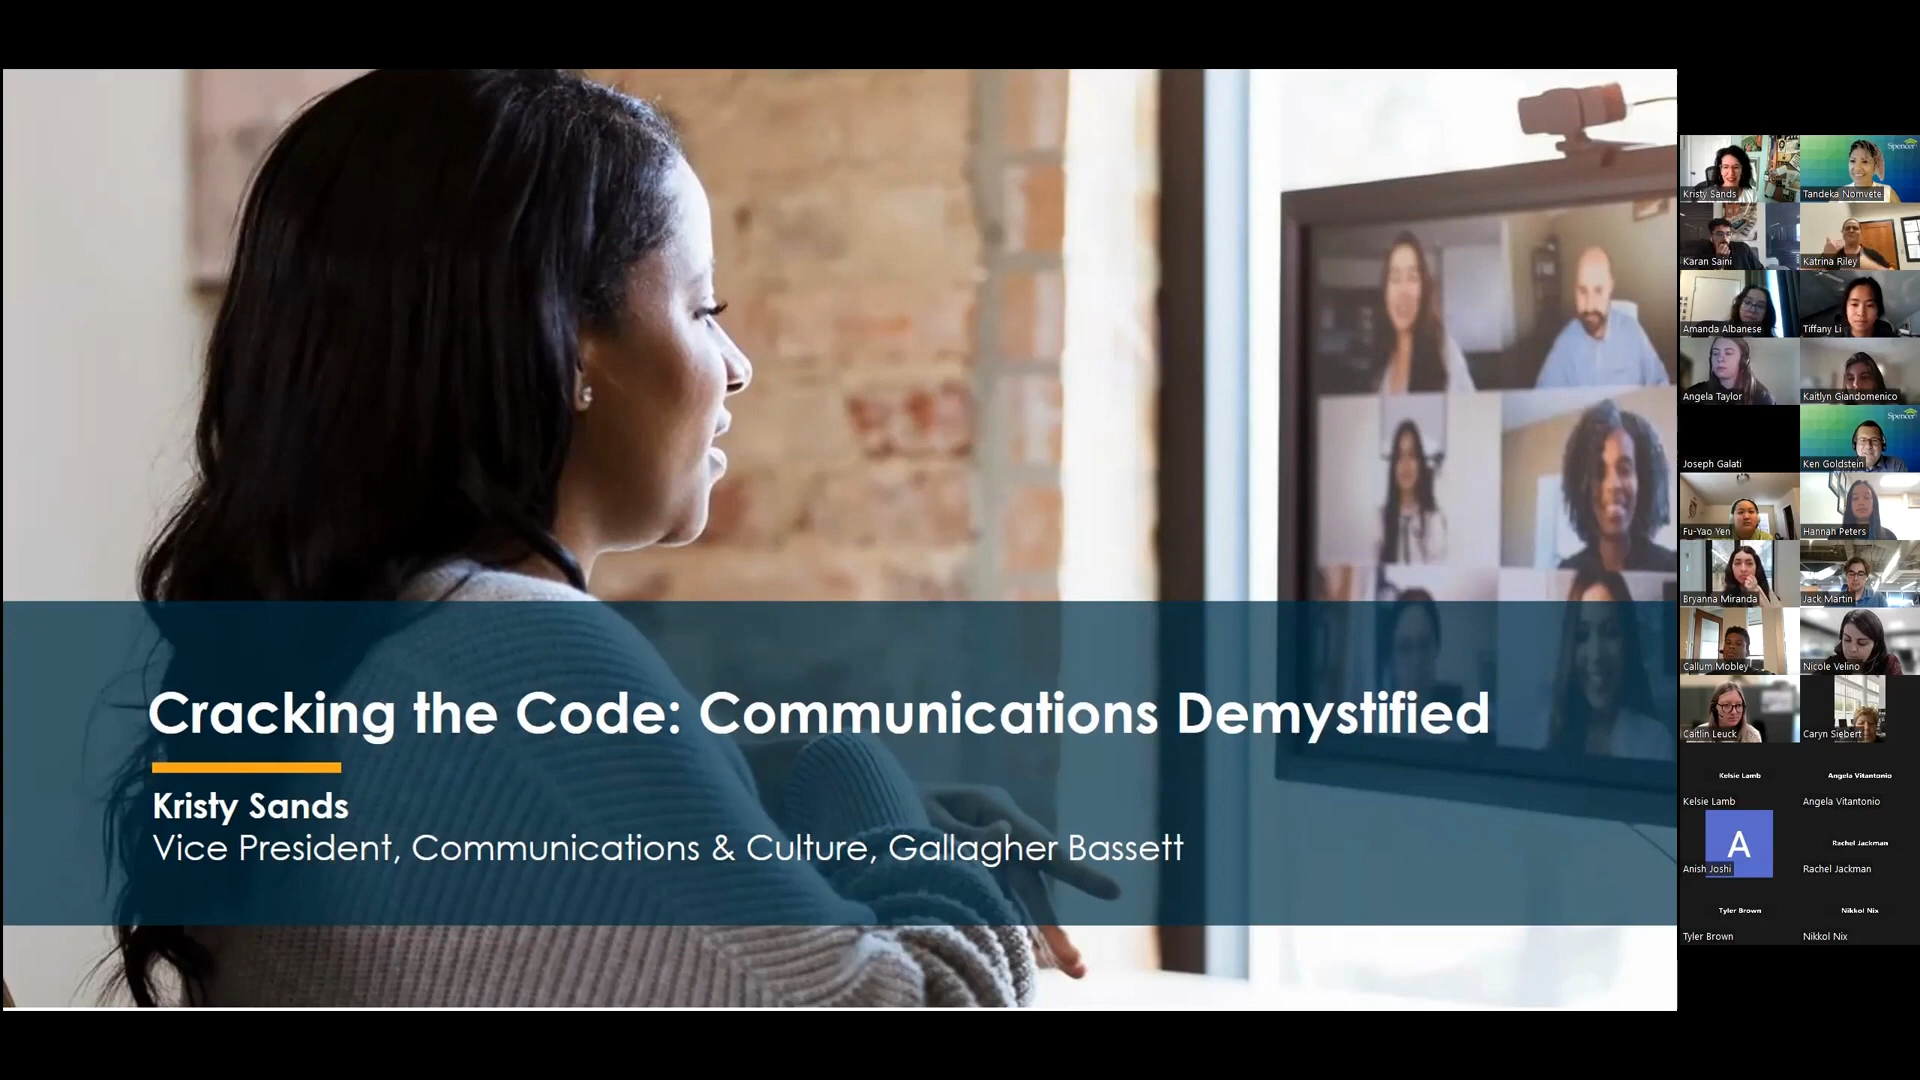 Cracking the Code: Communications Demystified
Kristy Sands
Vice President, Communications & Culture, Gallagher Bassett
Kristy Sands
Spencer
Tandeka Nomvete
Karan Saini
Katrina Riley
Amanda Albanese
Tiffany Li
Angela Taylor
Kaitlyn Giandomenico
Joseph Galati
Spencer
Ken Goldstein
Fu-Yao Yen
Hannah Peters
Bryanna Miranda
Jack Martin
Callum Mobley
Nicole Velino
Caitlin Leuck
Caryn Siebert
Kelsie Lamb
Angela Vitantonio
Kelsie Lamb
Angela Vitantonio
A
Anish Joshi
Rachel Jackman
Rachel Jackman
Tyler Brown
Nikkol Nix
Tyler Brown
Nikkol Nix